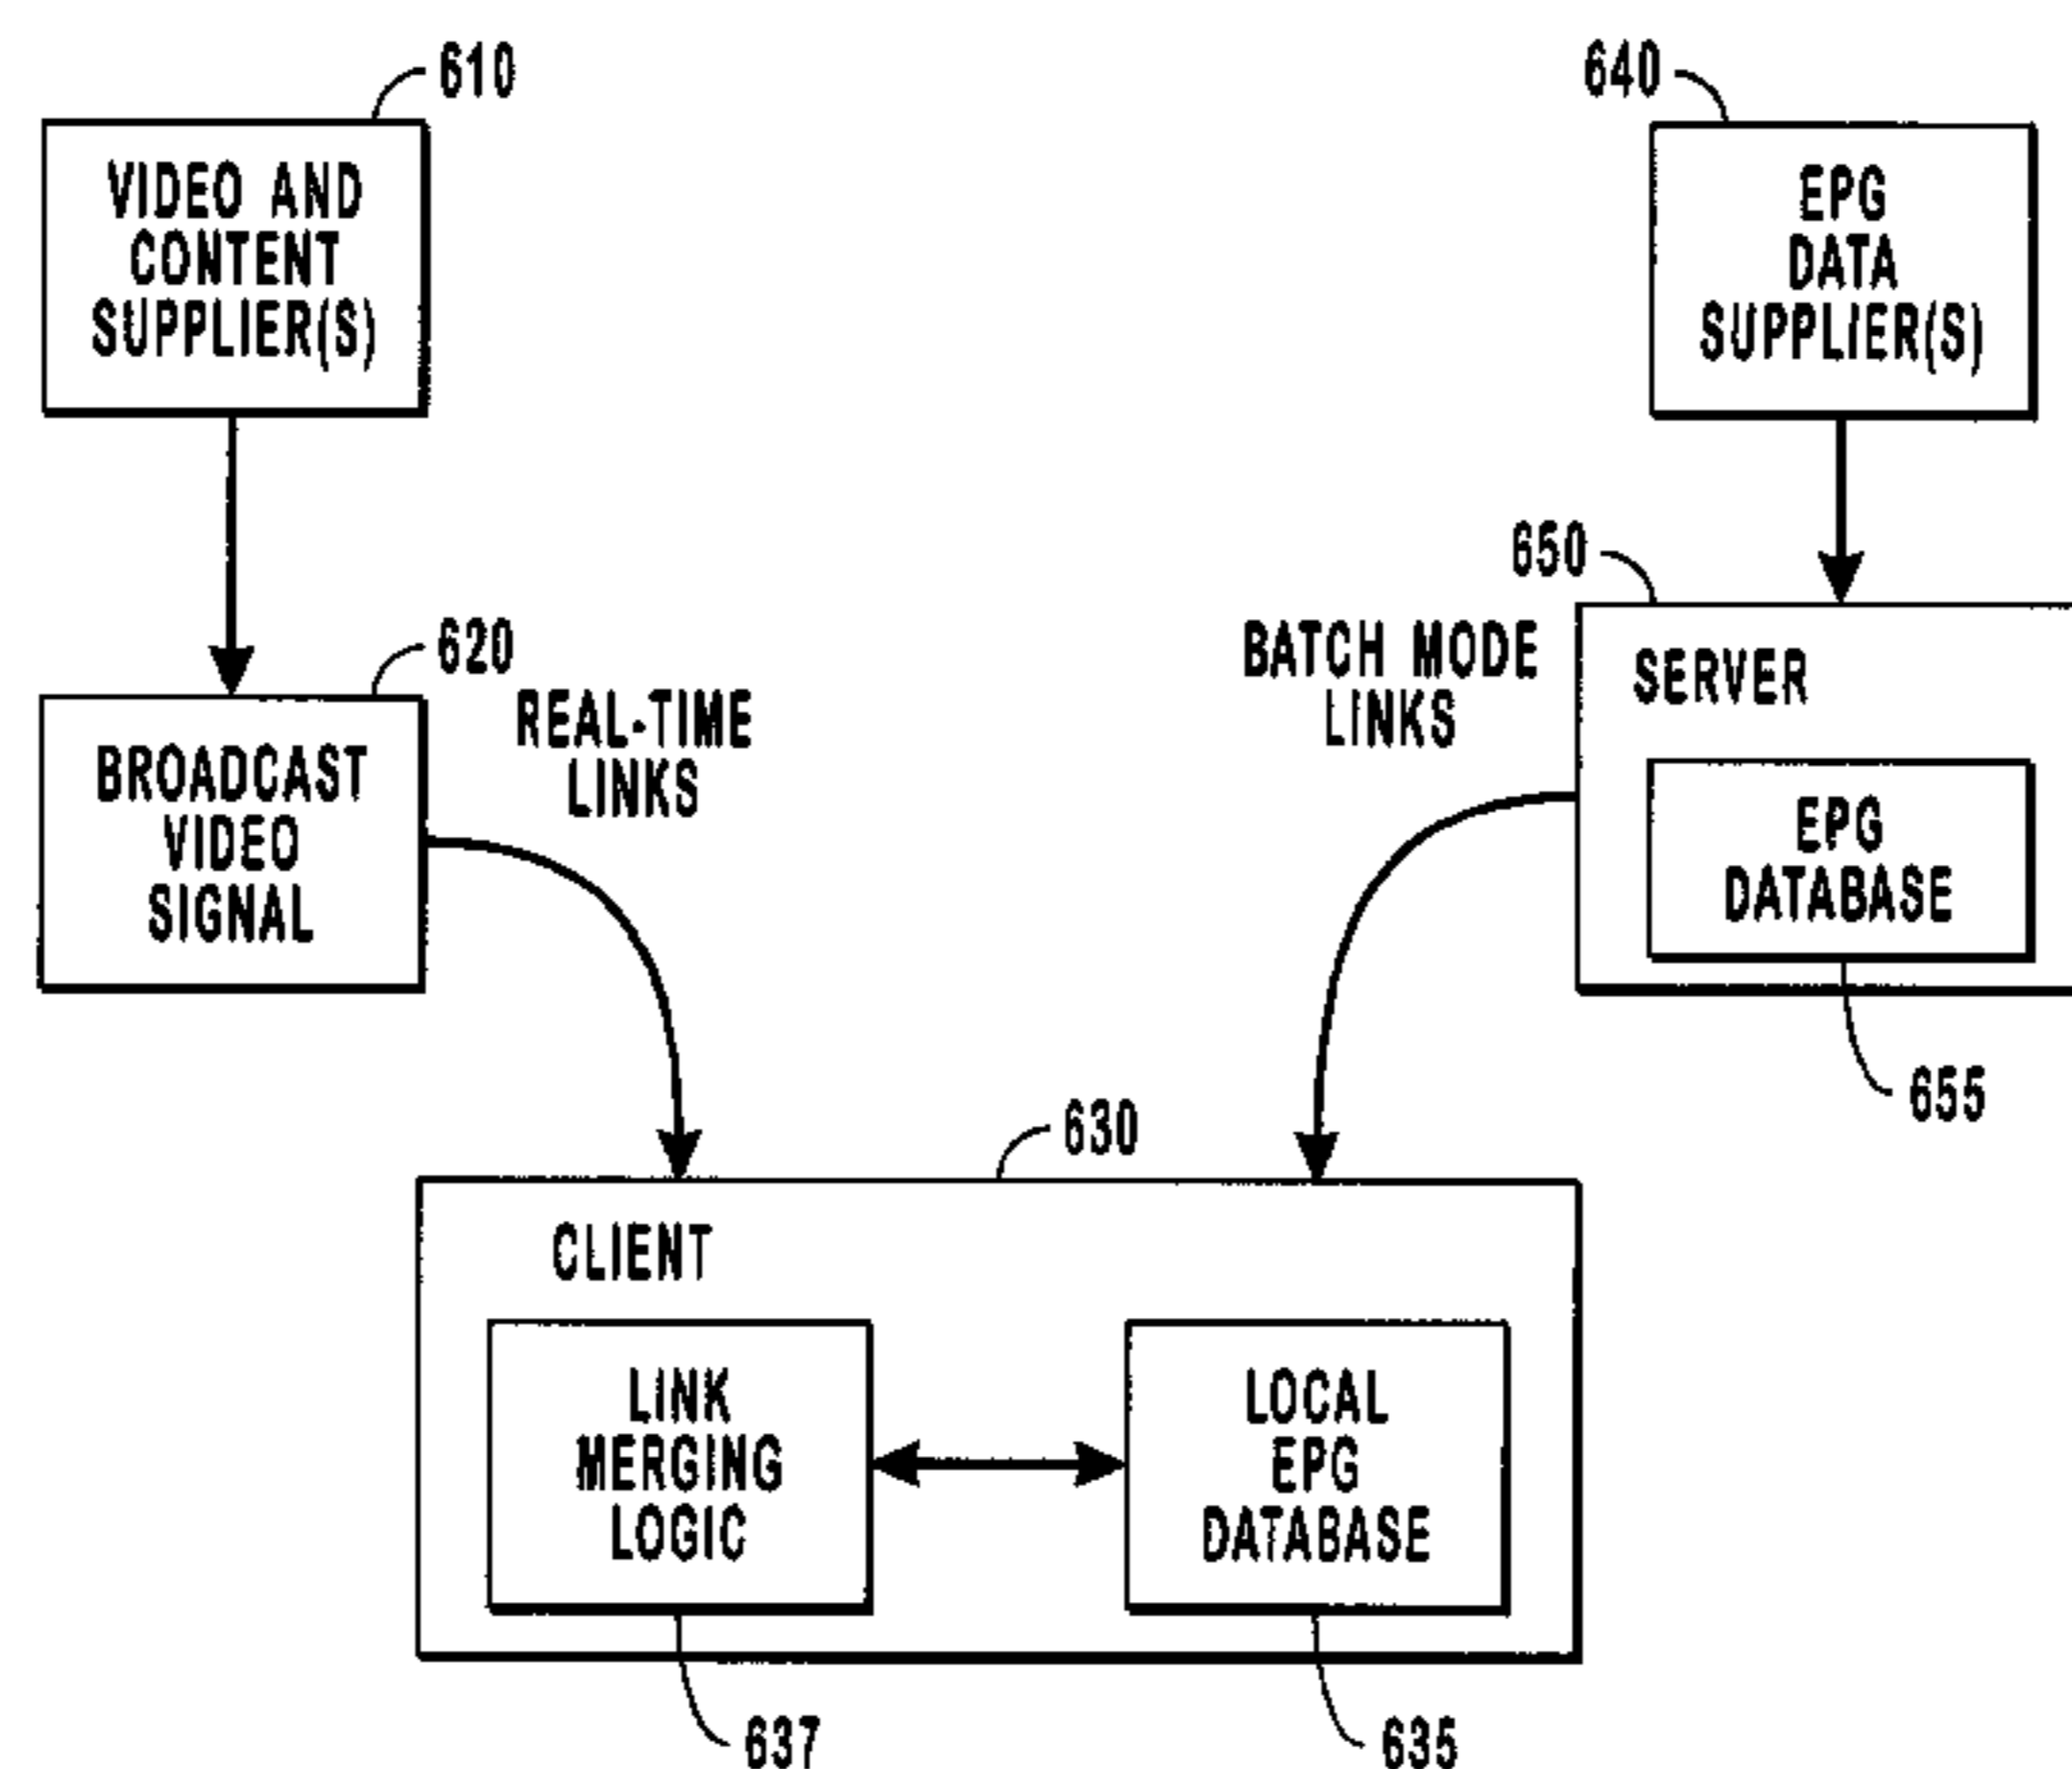 610
VIDEO AND
CONTENT
SUPPLIER(S)
640
EPG
DATA
SUPPLIER(S)
620
BROADCAST
VIDEO
SIGNAL
REAL-TIME
LINKS
BATCH MODE
LINKS
650
SERVER
EPG
DATABASE
655
630
CLIENT
LINK
MERGING
LOGIC
LOCAL
EPG
DATABASE
637
635